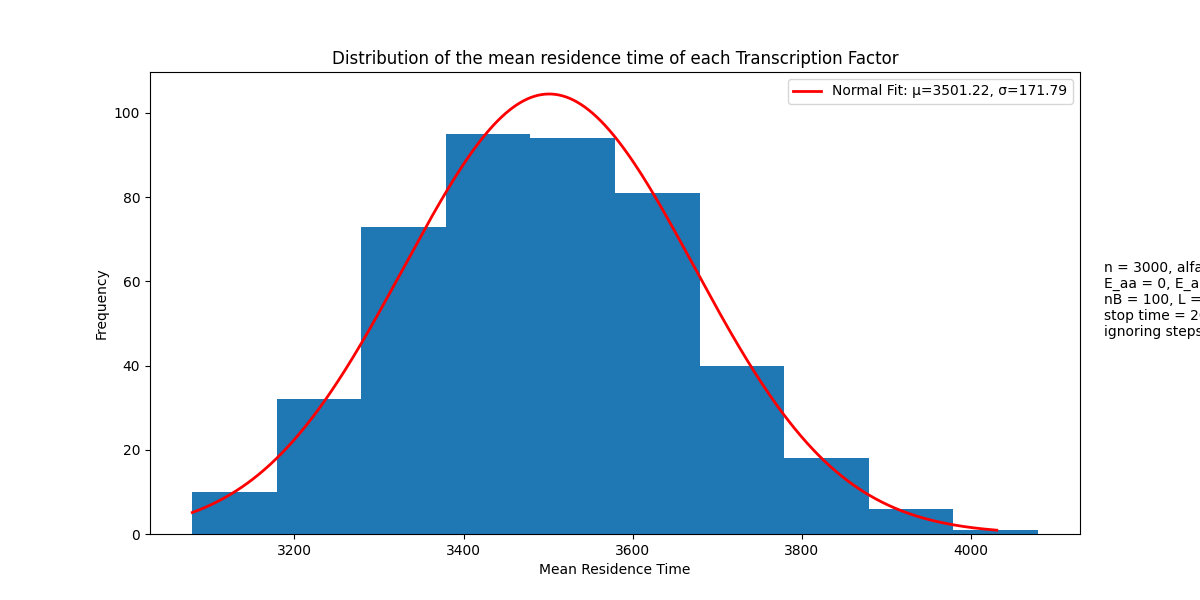 Distribution of the mean residence time of each Transcription Factor
Normal Fit: μ=3501.22, σ=171.79
100
80
60
40
20
0
Frequency
3200
3400
3600
3800
4000
Mean Residence Time
n = 3000, alfa
E_aa = 0, E_a
nB = 100, L =
stop time = 2
ignoring steps